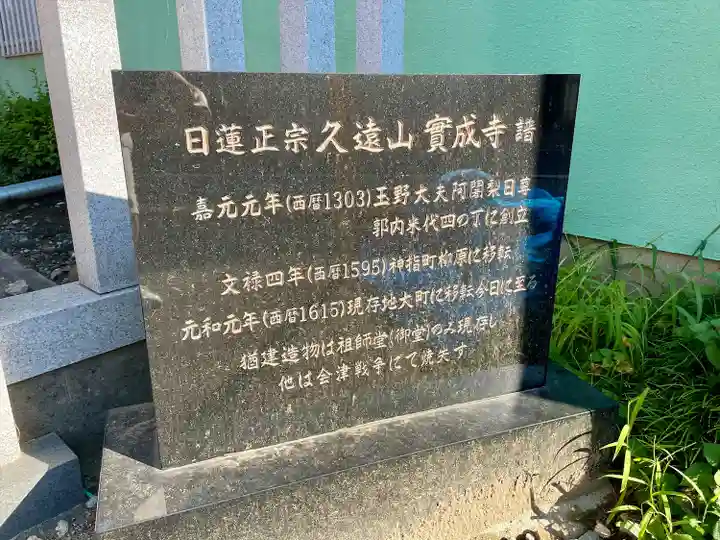 日蓮正宗久遠山實成寺譜
嘉元元年(西暦1303)玉野大夫阿闍梨日尊
郭内米代四の丁に創立
文禄四年(西暦1595)神指町柳原に移転
元和元年(西暦1615)現存地大町に移転今日に至る
猶建造物は祖師堂(御堂)のみ現存し
他は会津戦争にて焼失す